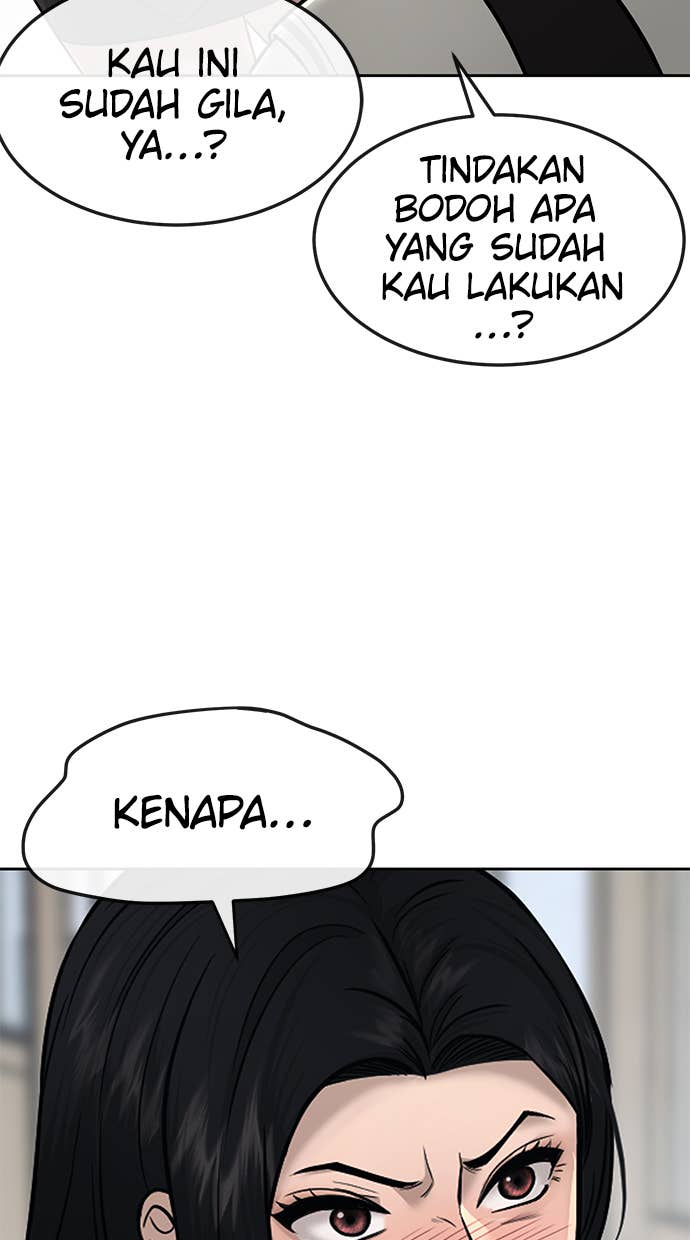 KAU INI
SUDAH GILA,
YA...?
TINDAKAN
BODOH APA
YANG SUDAH
KAU LAKUKAN
...?
KENAPA...